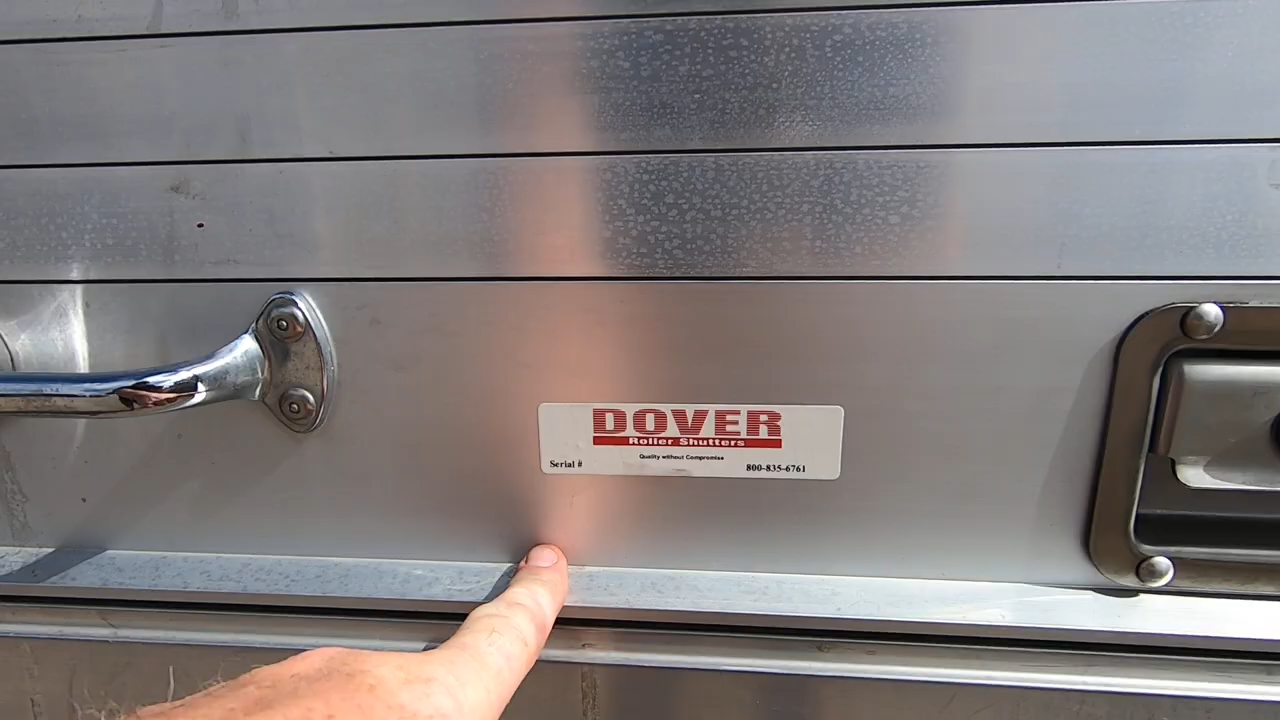 DOVER
Roller Shutters
Quality without Compromise
Serial # 800-835-6761